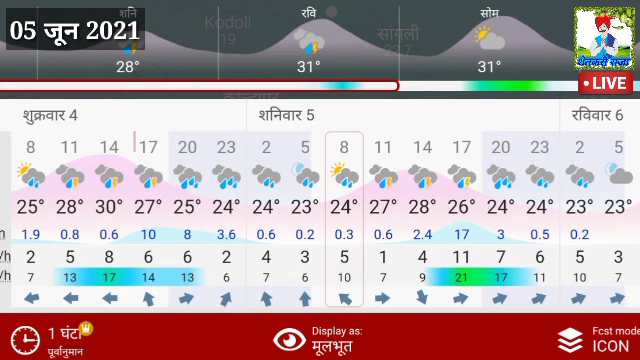 शनि रवि सोम
05 जून 2021
Kodoli
19
सांगली
22.7
28° 31° 31°
शेतकरी राजा
LIVE
शुक्रवार 4 शनिवार 5 रविवार 6
8 11 14 17 20 23 2 5 8 11 14 17 20 23 2 5
25° 28° 30° 27° 25° 24° 24° 23° 24° 27° 28° 26° 24° 24° 23° 23°
1.9 0.8 0.6 10 8 3.6 0.6 0.2 0.3 0.6 2.4 17 3 0.5 0.2
/h 2 5 8 6 6 2 4 3 5 1 4 11 7 6 5 3
/h 7 13 17 14 13 6 7 6 10 7 9 21 17 11 10 7
1 घंटा Display as: Fcst mode
पूर्वानुमान मूलभूत ICON